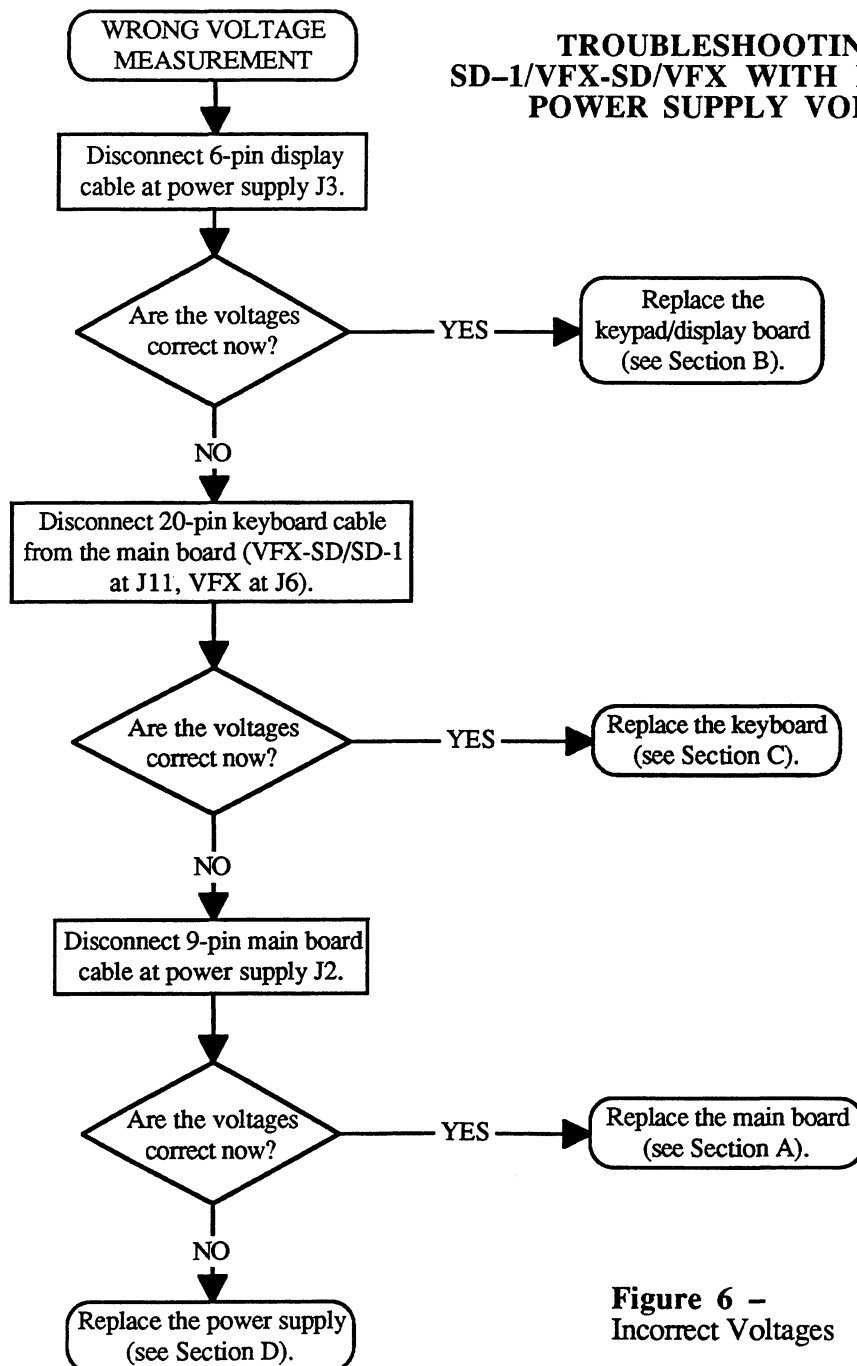 WRONG VOLTAGE
MEASUREMENT
TROUBLESHOOTIN
SD–1/VFX-SD/VFX WITH
POWER SUPPLY VO
Disconnect 6-pin display
cable at power supply J3.
Are the voltages
correct now?
YES
Replace the
keypad/display board
(see Section B).
NO
Disconnect 20-pin keyboard cable
from the main board (VFX-SD/SD-1
at J11, VFX at J6).
Are the voltages
correct now?
YES
Replace the keyboard
(see Section C).
NO
Disconnect 9-pin main board
cable at power supply J2.
Are the voltages
correct now?
YES
Replace the main board
(see Section A).
NO
Replace the power supply
(see Section D).
Figure 6 –
Incorrect Voltages